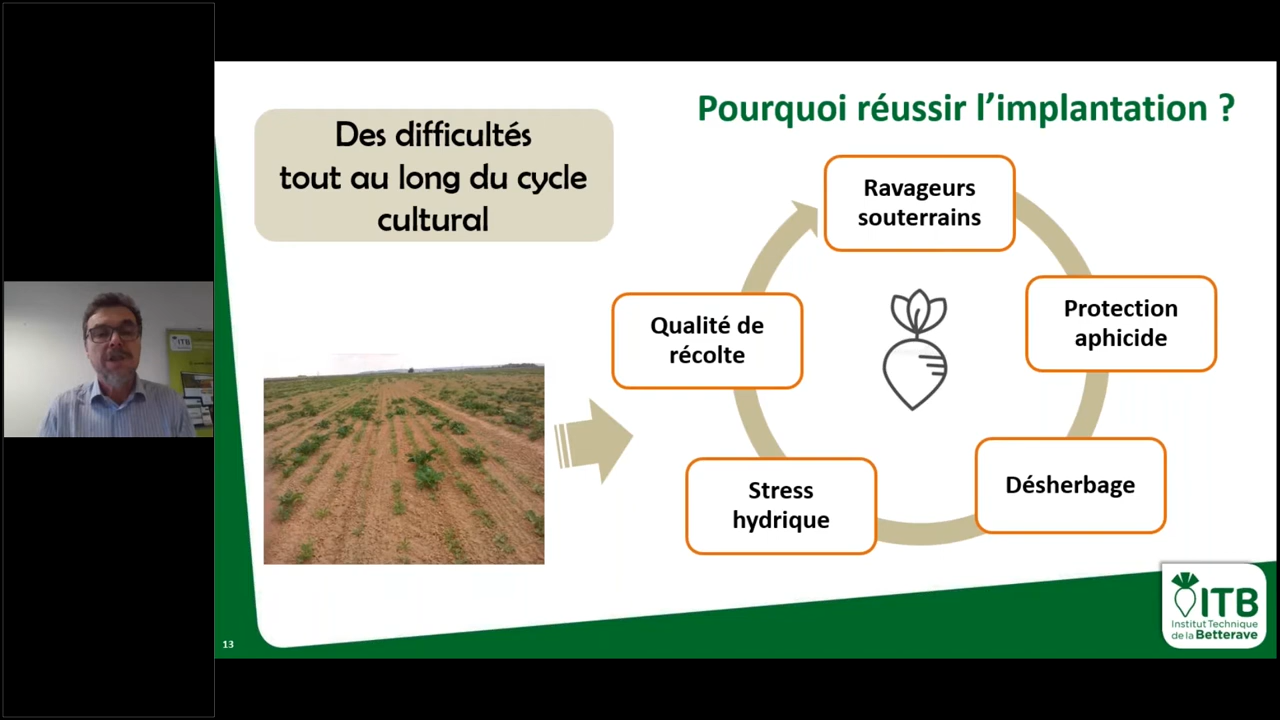 Pourquoi réussir l'implantation ?
Des difficultés
tout au long du cycle
cultural
Ravageurs
souterrains
Protection
aphicide
Désherbage
Stress
hydrique
Qualité de
récolte
ITB
13
ITB
Institut Technique
de la Betterave